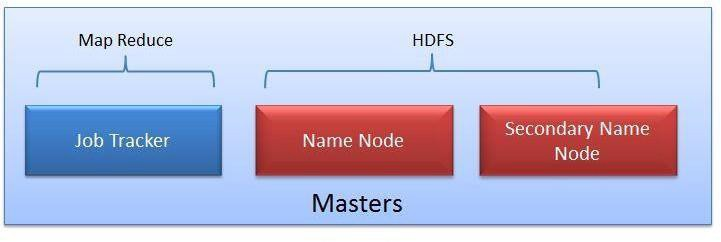 Map Reduce
HDFS
Job Tracker
Name Node
Secondary Name
Node
Masters